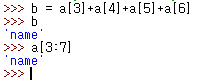 >>> b = a[3]+a[4]+a[5]+a[6]
>>> b
'name'
>>> a[3:7]
'name'
>>>